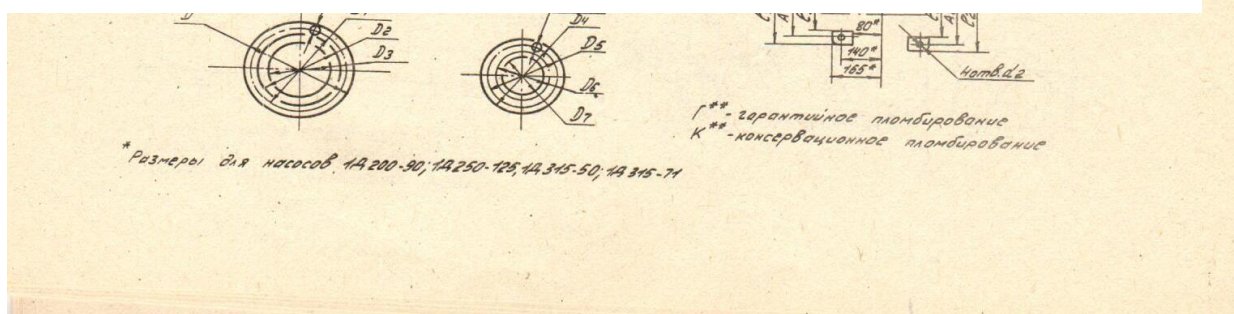 D2
D3
D4
D5
D6
D7
80*
140*
165*
4отв.d2
Г** - гарантийное пломбирование
К** - консервационное пломбирование
* Размеры для насосов 1Д200-90; 1Д250-125, 1Д315-50; 1Д315-71